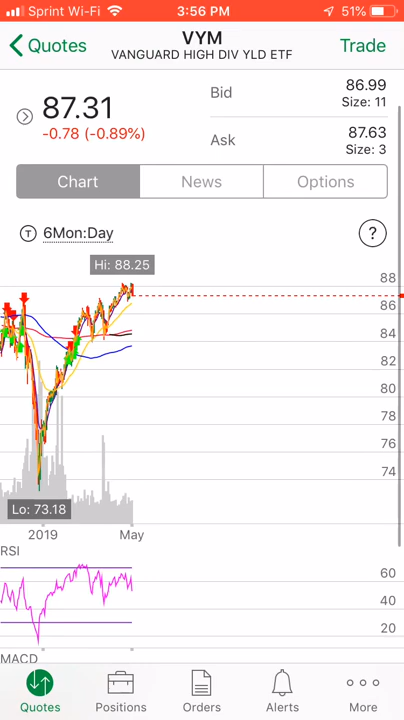 Sprint Wi-Fi 3:56 PM 51%
Quotes VYM Trade
VANGUARD HIGH DIV YLD ETF
87.31
-0.78 (-0.89%)
Bid 86.99
Size: 11
Ask 87.63
Size: 3
Chart News Options
T 6Mon:Day ?
Hi: 88.25
88
86
84
82
80
78
76
74
Lo: 73.18
2019 May
RSI
60
40
20
MACD
Quotes Positions Orders Alerts More